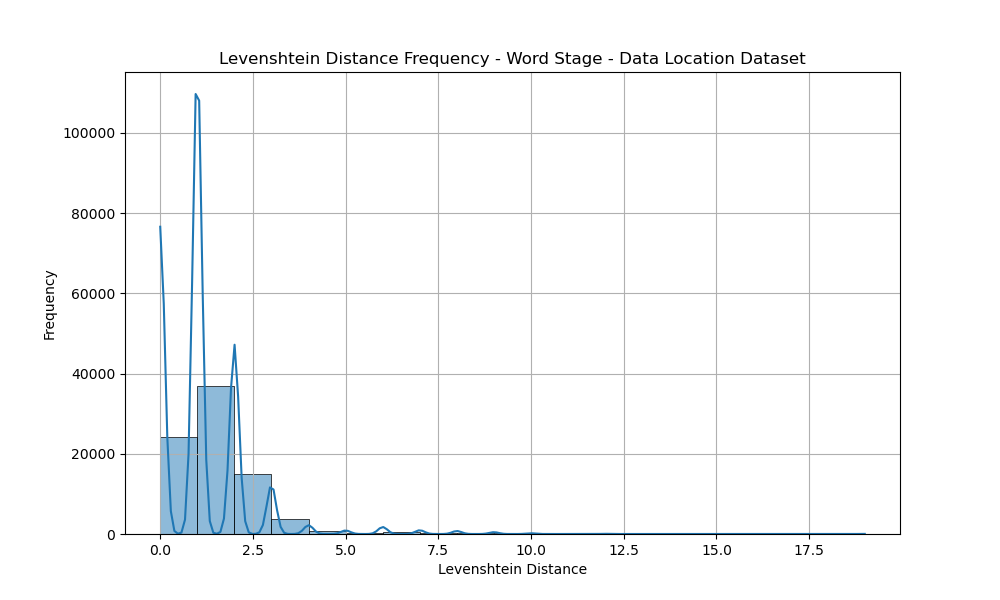 Levenshtein Distance Frequency - Word Stage - Data Location Dataset
100000
80000
60000
40000
20000
0
Frequency
0.0 2.5 5.0 7.5 10.0 12.5 15.0 17.5
Levenshtein Distance